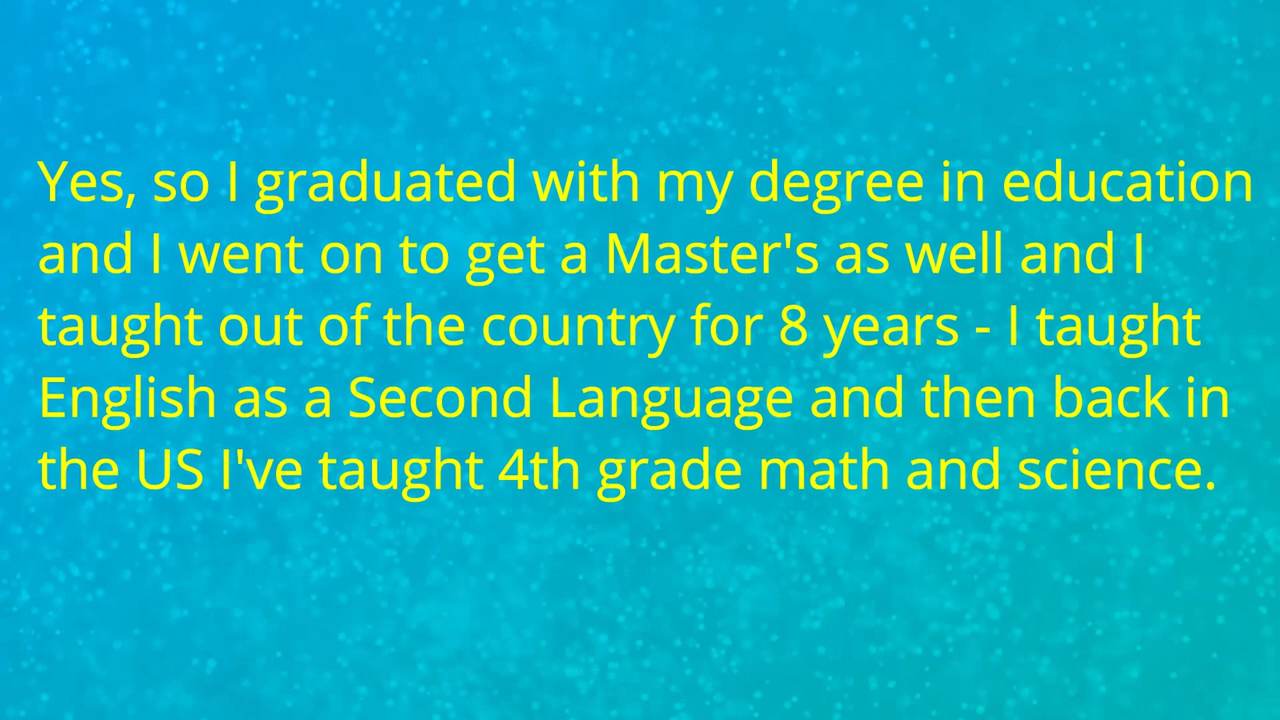 Yes, so I graduated with my degree in education
and I went on to get a Master's as well and I
taught out of the country for 8 years - I taught
English as a Second Language and then back in
the US I've taught 4th grade math and science.